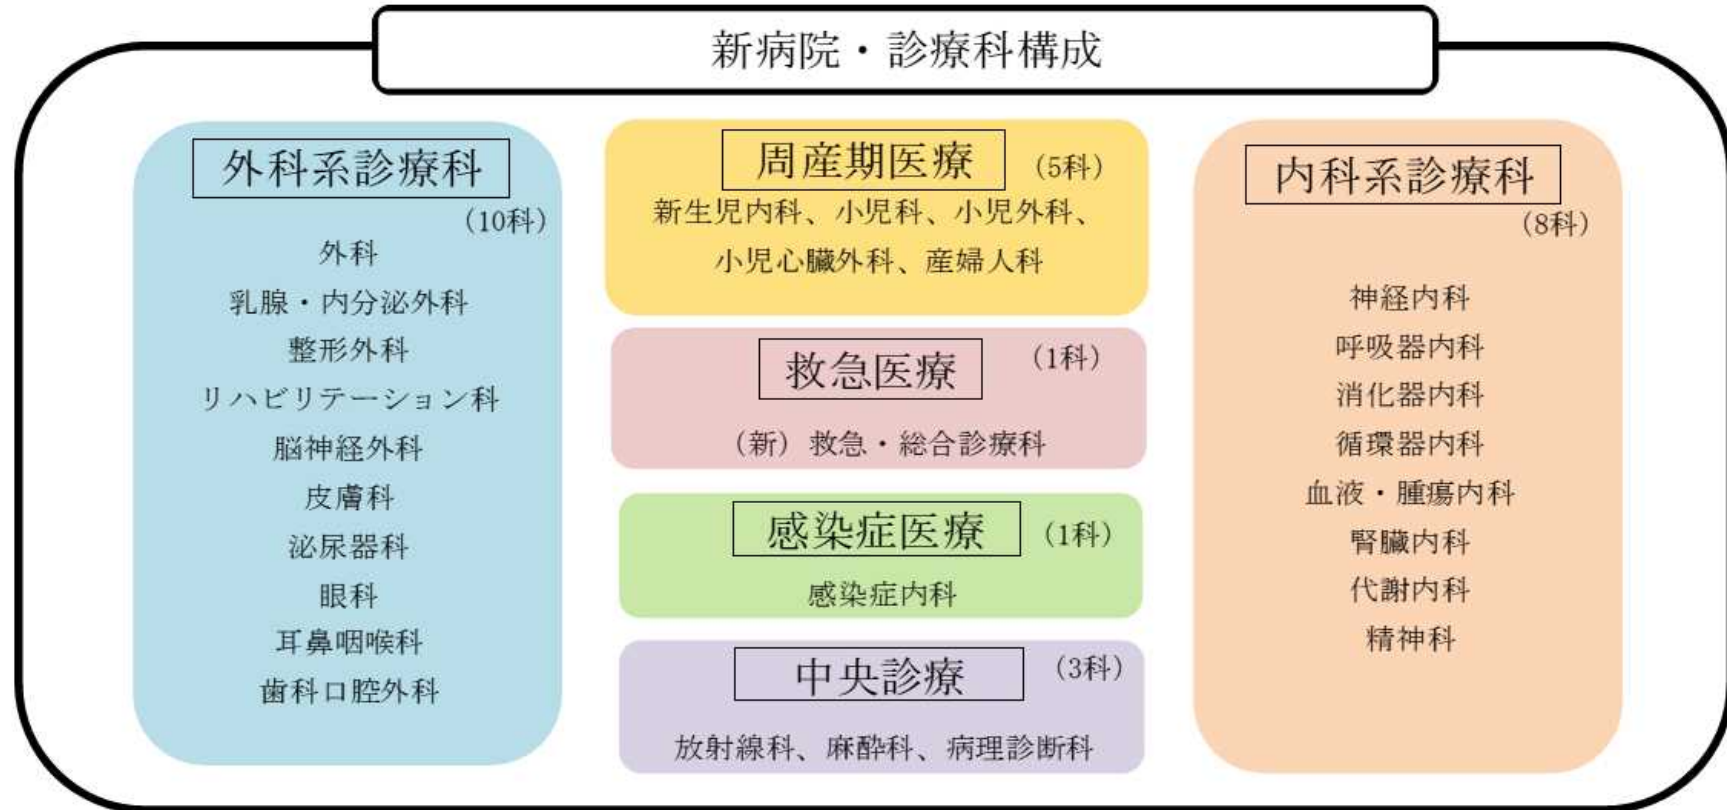 新病院・診療科構成
外科系診療科
(10科)
外科
乳腺・内分泌外科
整形外科
リハビリテーション科
脳神経外科
皮膚科
泌尿器科
眼科
耳鼻咽喉科
歯科口腔外科
周産期医療 (5科)
新生児内科、小児科、小児外科、
小児心臓外科、産婦人科
救急医療 (1科)
(新) 救急・総合診療科
感染症医療 (1科)
感染症内科
中央診療 (3科)
放射線科、麻酔科、病理診断科
内科系診療科
(8科)
神経内科
呼吸器内科
消化器内科
循環器内科
血液・腫瘍内科
腎臓内科
代謝内科
精神科